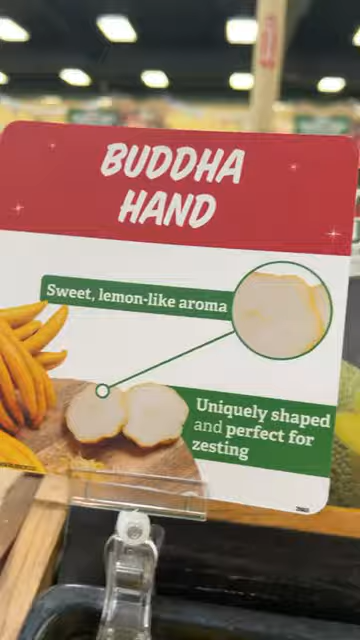 BUDDHA
HAND
Sweet, lemon-like aroma
Uniquely shaped
and perfect for
zesting